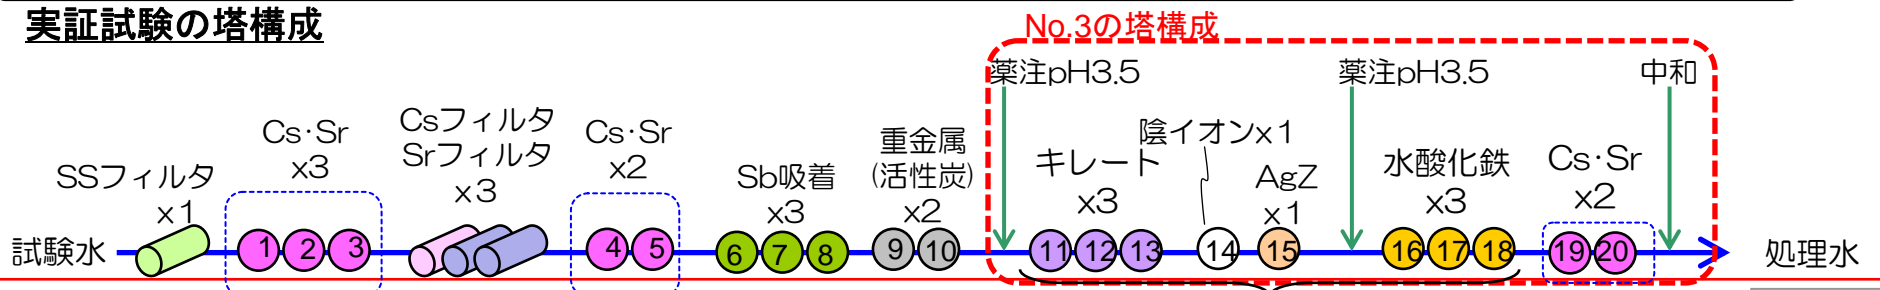 実証試験の塔構成
No.3の塔構成
薬注pH3.5
薬注pH3.5
中和
SSフィルタ
x1
Cs・Sr
x3
Csフィルタ
Srフィルタ
x3
Cs・Sr
x2
Sb吸着
x3
重金属
(活性炭)
x2
キレート
x3
陰イオンx1
AgZ
x1
水酸化鉄
x3
Cs・Sr
x2
試験水
1 2 3
4 5
6 7 8
9 10
11 12 13
14
15
16 17 18
19 20
処理水